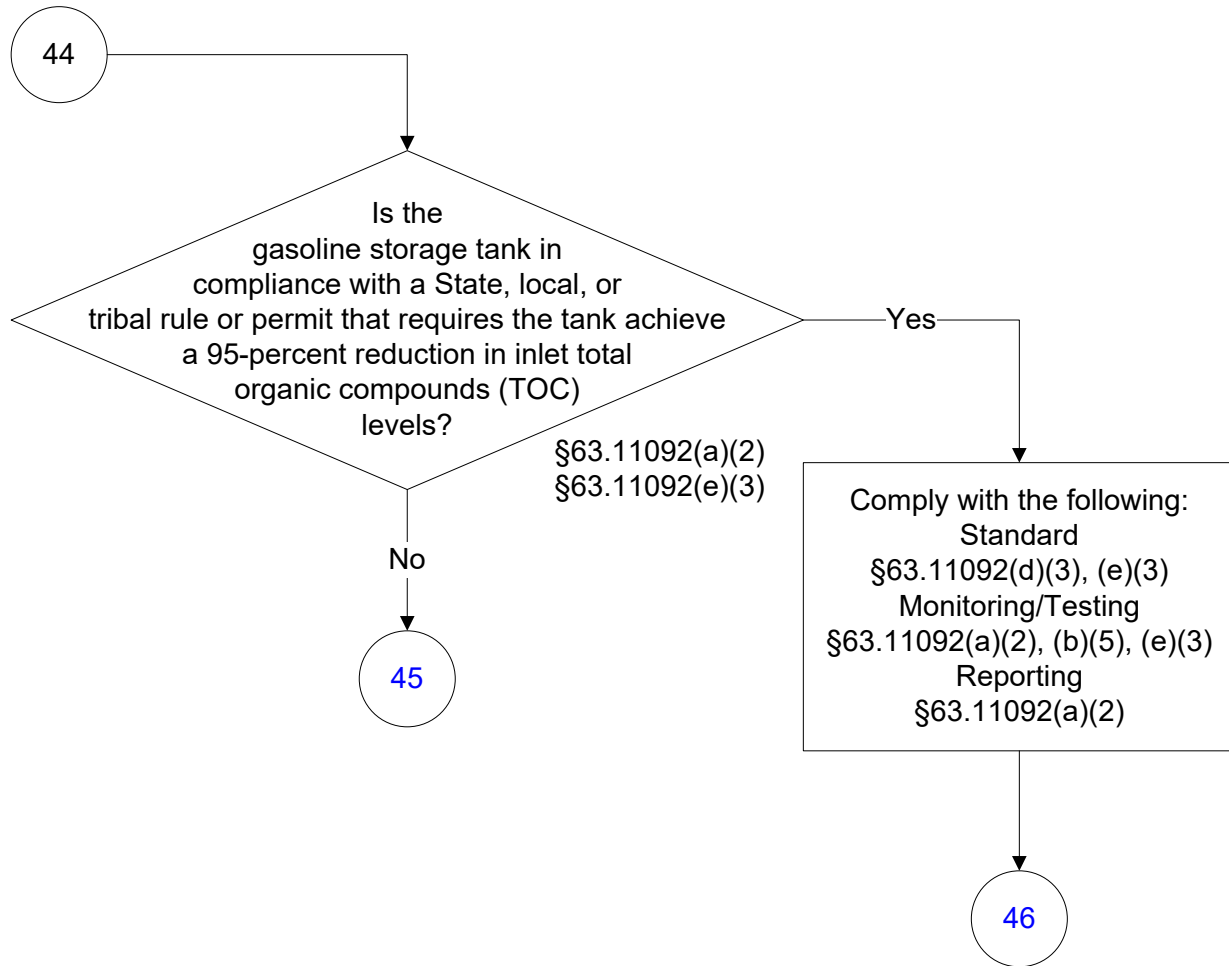 44
Is the
gasoline storage tank in
compliance with a State, local, or
tribal rule or permit that requires the tank achieve
a 95-percent reduction in inlet total
organic compounds (TOC)
levels?
§63.11092(a)(2)
§63.11092(e)(3)
Yes
No
45
Comply with the following:
Standard
§63.11092(d)(3), (e)(3)
Monitoring/Testing
§63.11092(a)(2), (b)(5), (e)(3)
Reporting
§63.11092(a)(2)
46